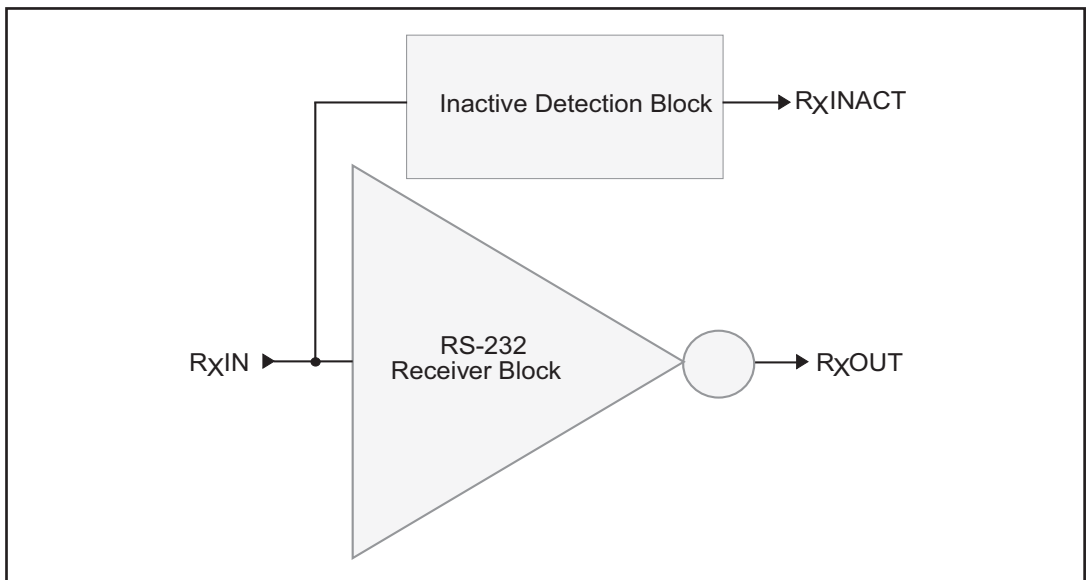 Inactive Detection Block
RXINACT
RS-232
Receiver Block
RXIN
RXOUT